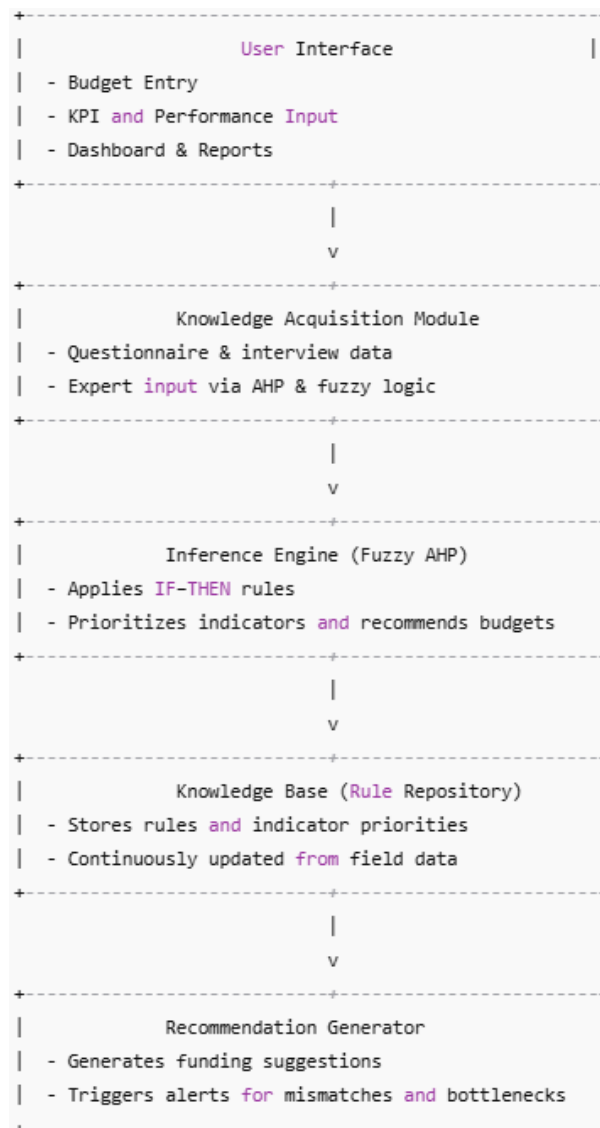 User Interface
- Budget Entry
- KPI and Performance Input
- Dashboard & Reports
v
Knowledge Acquisition Module
- Questionnaire & interview data
- Expert input via AHP & fuzzy logic
v
Inference Engine (Fuzzy AHP)
- Applies IF–THEN rules
- Prioritizes indicators and recommends budgets
v
Knowledge Base (Rule Repository)
- Stores rules and indicator priorities
- Continuously updated from field data
v
Recommendation Generator
- Generates funding suggestions
- Triggers alerts for mismatches and bottlenecks